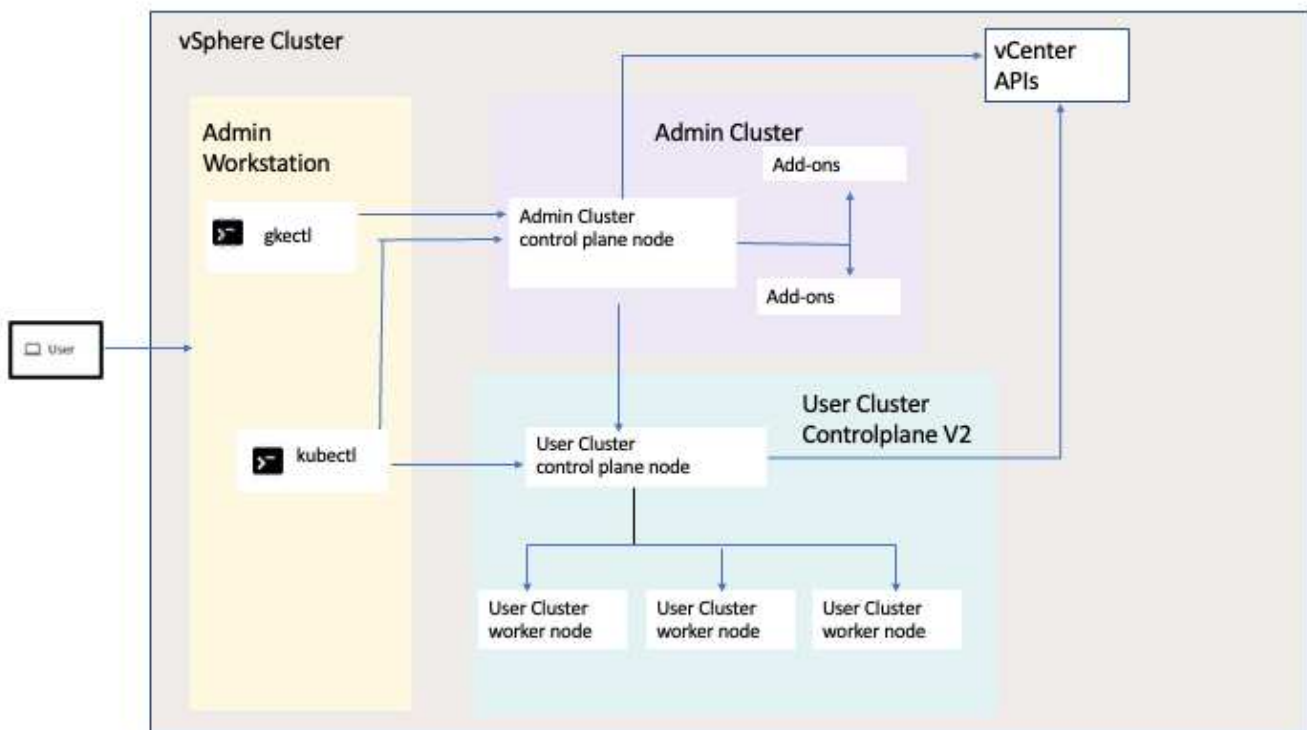 vSphere Cluster
vCenter
APIs
Admin
Workstation
Admin Cluster
Add-ons
gkectl
Admin Cluster
control plane node
Add-ons
User
User Cluster
Controlplane V2
kubectl
User Cluster
control plane node
User Cluster
worker node
User Cluster
worker node
User Cluster
worker node